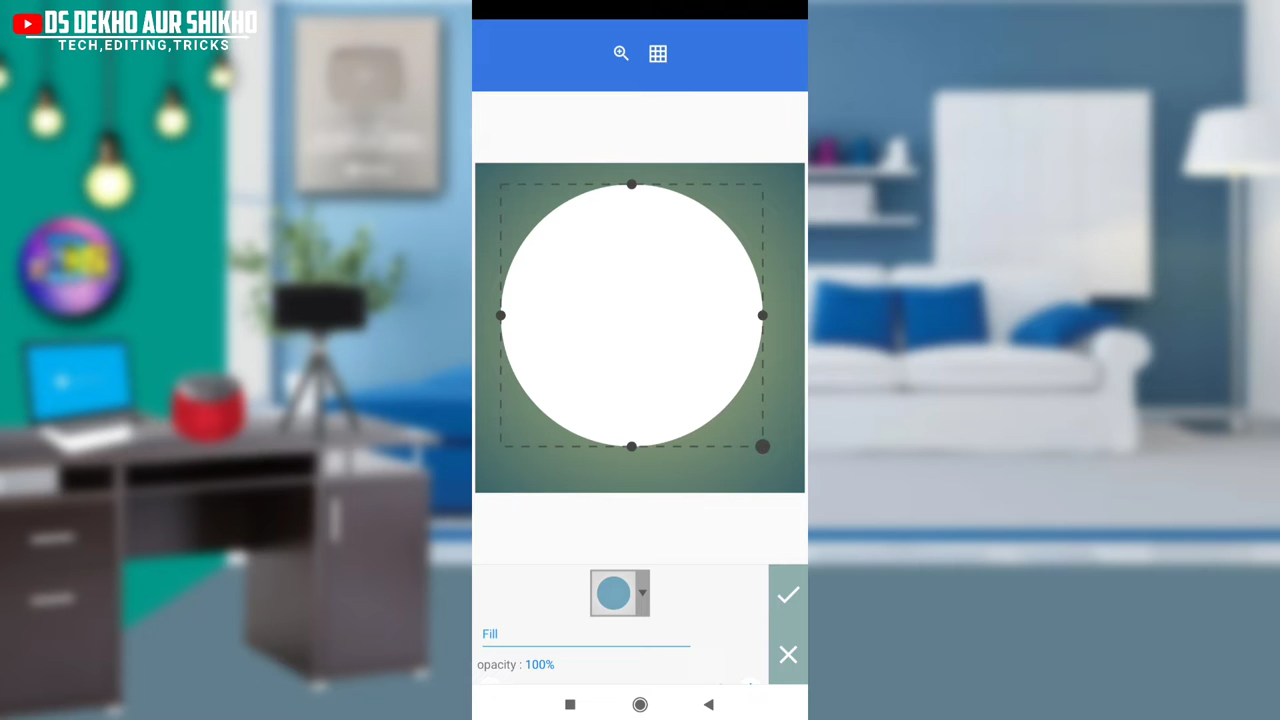 DS DEKHO AUR SHIKHO
TECH,EDITING,TRICKS
Fill
opacity : 100%